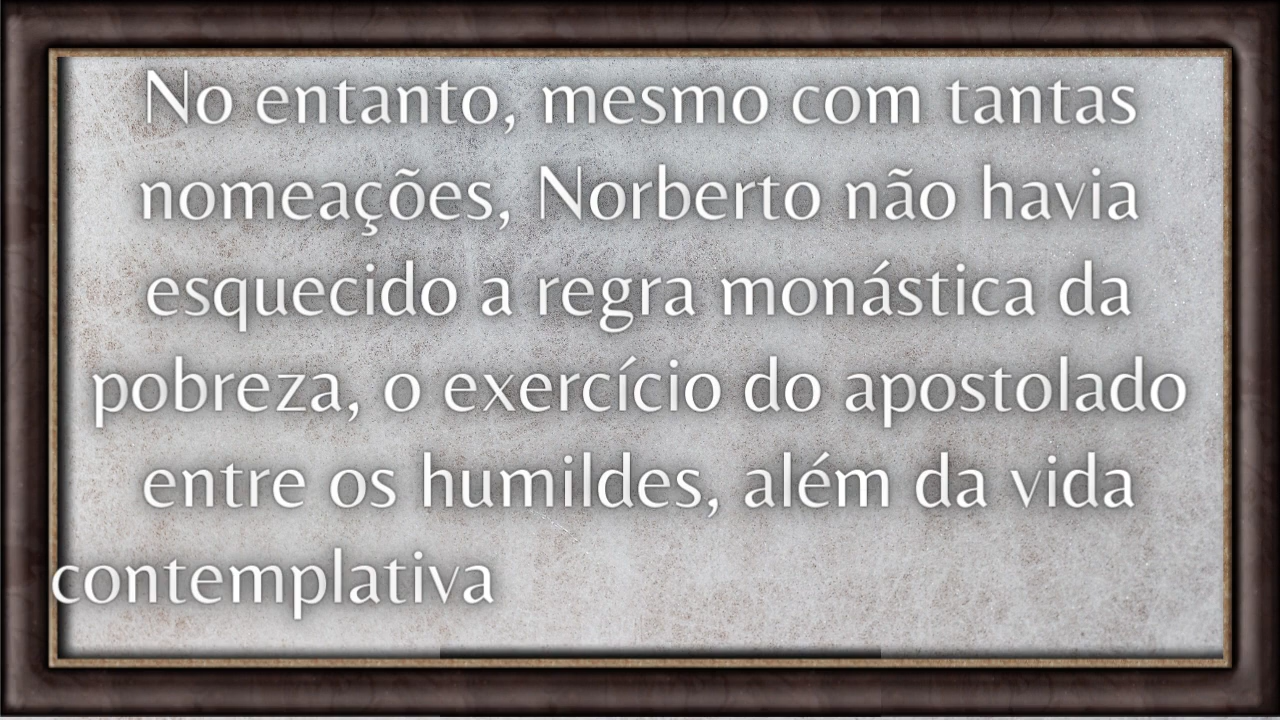 No entanto, mesmo com tantas
nomeações, Norberto não havia
esquecido a regra monástica da
pobreza, o exercício do apostolado
entre os humildes, além da vida
contemplativa